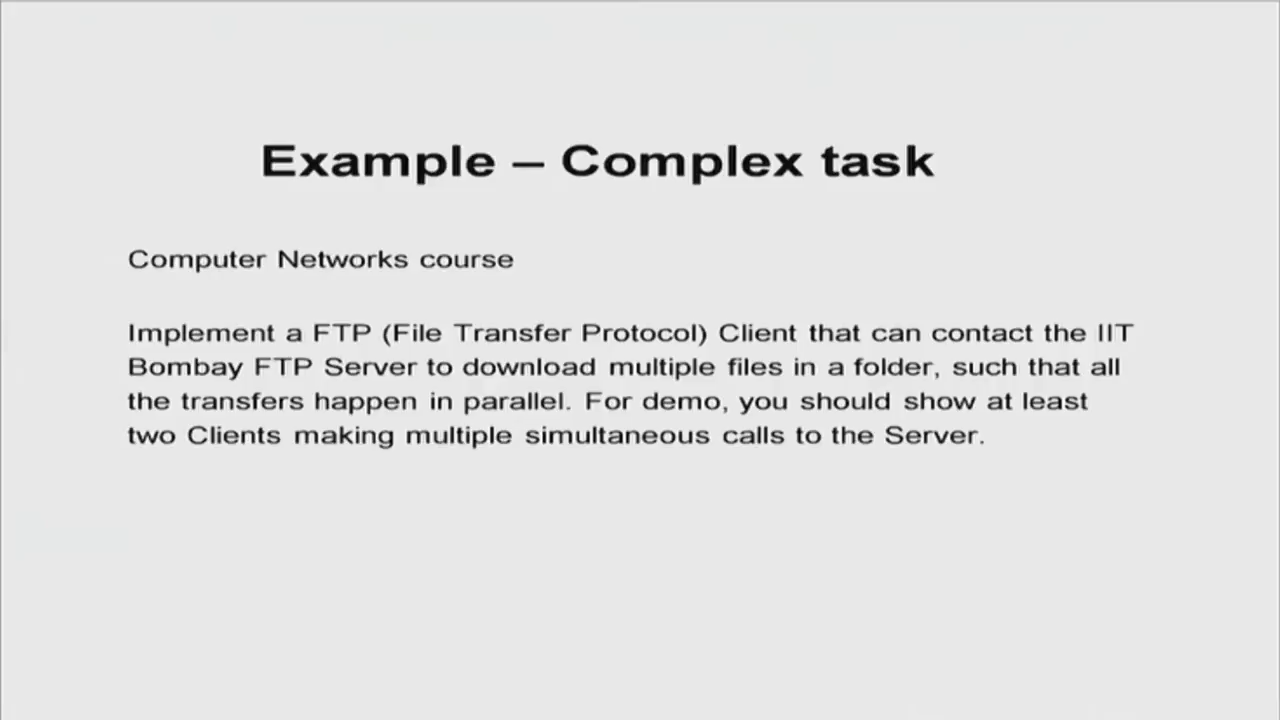 Example – Complex task
Computer Networks course
Implement a FTP (File Transfer Protocol) Client that can contact the IIT
Bombay FTP Server to download multiple files in a folder, such that all
the transfers happen in parallel. For demo, you should show at least
two Clients making multiple simultaneous calls to the Server.